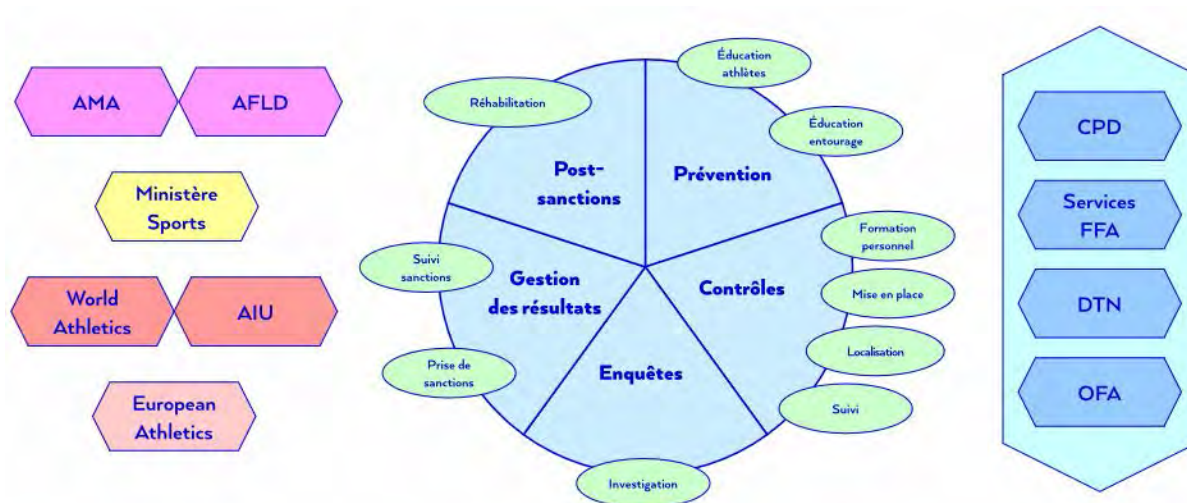 AMA
AFLD
Ministère
Sports
World
Athletics
AIU
European
Athletics
Réhabilitation
Éducation
athlètes
Éducation
entourage
Post-
sanctions
Prévention
Formation
personnel
Suivi
sanctions
Gestion
des résultats
Contrôles
Mise en place
Localisation
Prise de
sanctions
Enquêtes
Suivi
Investigation
CPD
Services
FFA
DTN
OFA